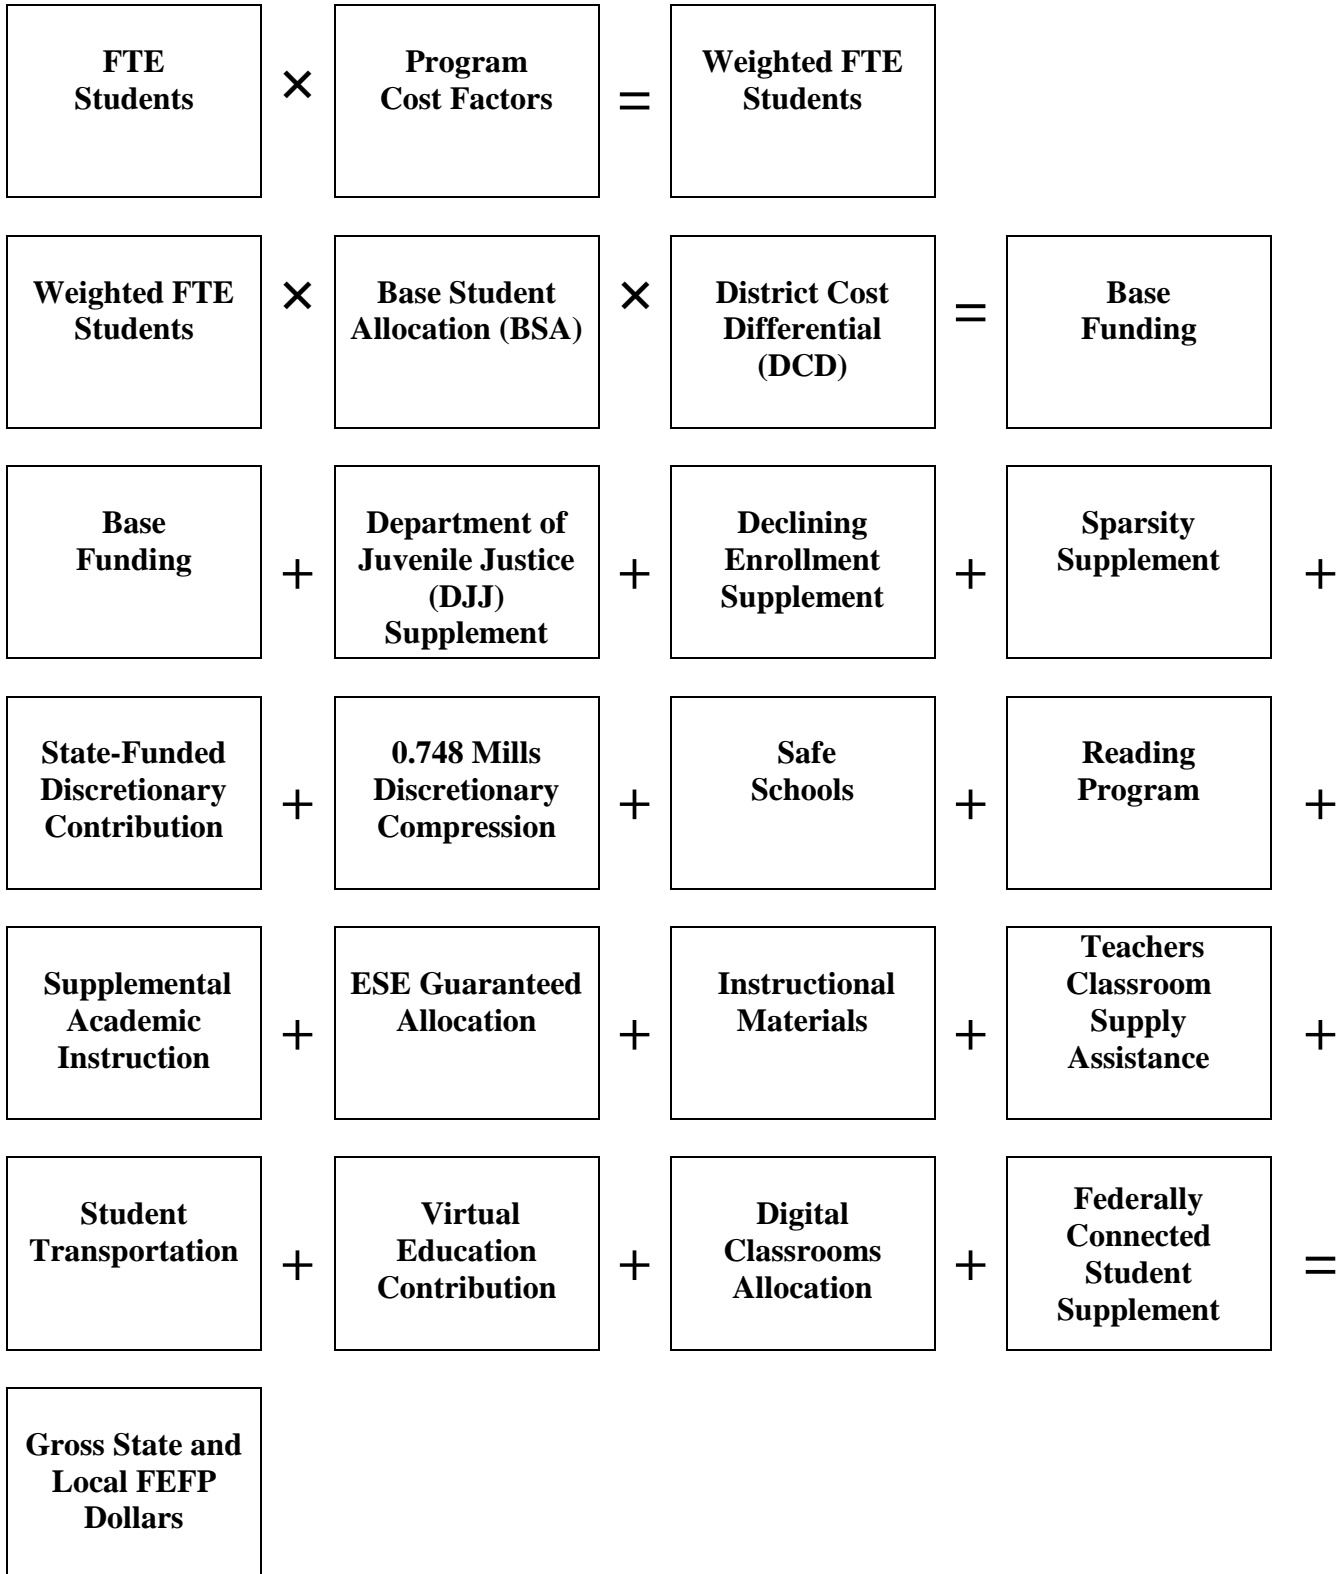 FTE
Students
×
Program
Cost Factors
=
Weighted FTE
Students
Weighted FTE
Students
×
Base Student
Allocation (BSA)
×
District Cost
Differential
(DCD)
=
Base
Funding
Base
Funding
+
Department of
Juvenile Justice
(DJJ)
Supplement
+
Declining
Enrollment
Supplement
+
Sparsity
Supplement
+
State-Funded
Discretionary
Contribution
+
0.748 Mills
Discretionary
Compression
+
Safe
Schools
+
Reading
Program
+
Supplemental
Academic
Instruction
+
ESE Guaranteed
Allocation
+
Instructional
Materials
+
Teachers
Classroom
Supply
Assistance
+
Student
Transportation
+
Virtual
Education
Contribution
+
Digital
Classrooms
Allocation
+
Federally
Connected
Student
Supplement
=
Gross State and
Local FEFP
Dollars